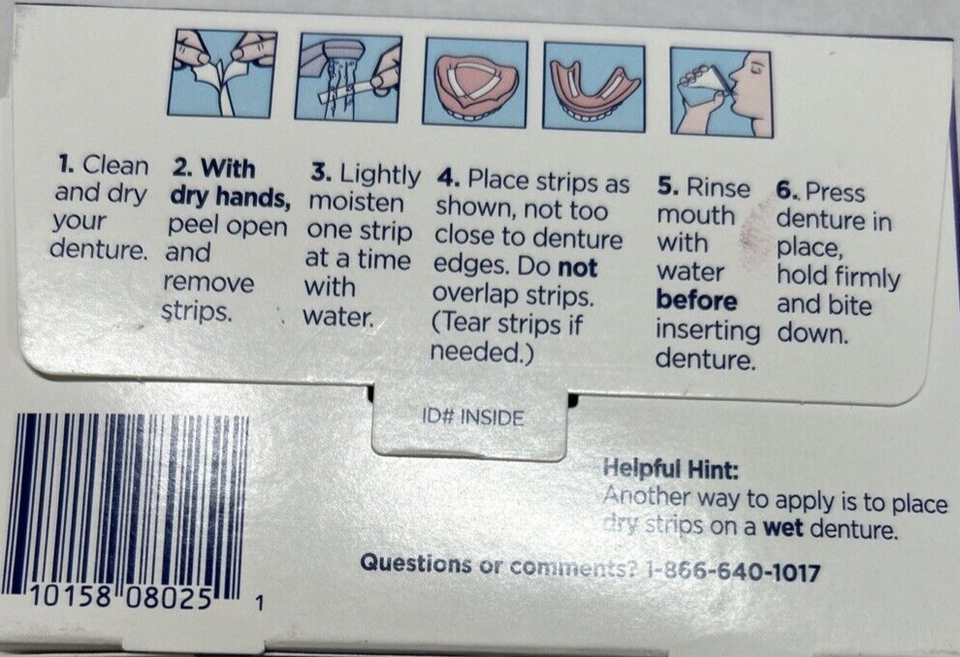 1. Clean
and dry
your
denture.
2. With
dry hands,
peel open
and
remove
strips.
3. Lightly
moisten
one strip
at a time
with
water.
4. Place strips as
shown, not too
close to denture
edges. Do not
overlap strips.
(Tear strips if
needed.)
5. Rinse
mouth
with
water
before
inserting
denture.
6. Press
denture in
place,
hold firmly
and bite
down.
ID# INSIDE
Helpful Hint:
Another way to apply is to place
dry strips on a wet denture.
Questions or comments? 1-866-640-1017
10158 08025 1